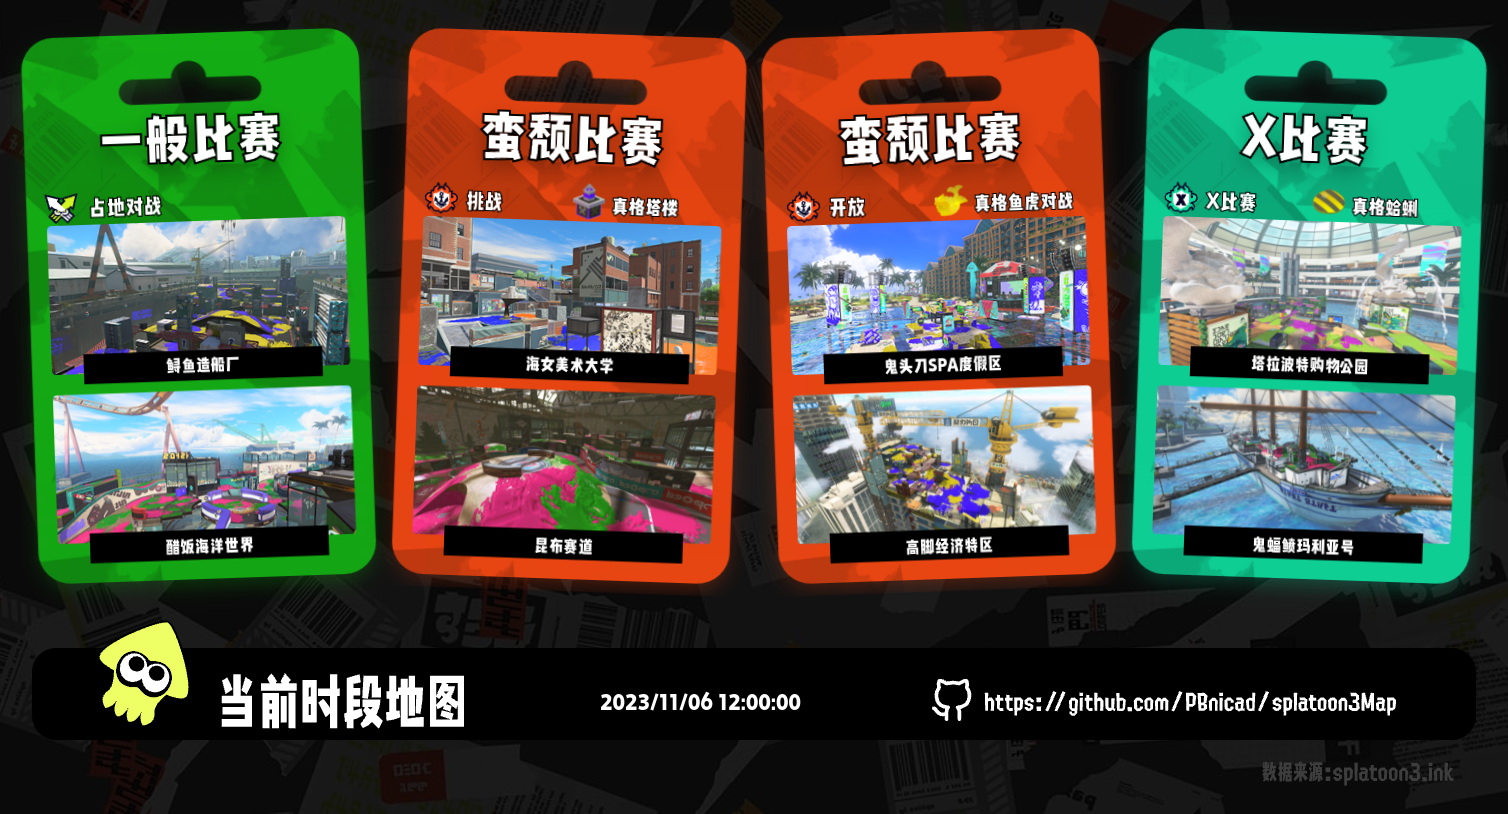 一般比赛
占地对战
鲟鱼造船厂
醋饭海洋世界
蛮颓比赛
挑战
真格塔楼
海女美术大学
昆布赛道
蛮颓比赛
开放
真格鱼虎对战
鬼头刀SPA度假区
高脚经济特区
X比赛
X比赛
真格蛤蜊
塔拉波特购物公园
鬼蝠鲼玛利亚号
当前时段地图
2023/11/06 12:00:00
https://github.com/PBnicad/splatoon3Map
数据来源:splatoon3.ink